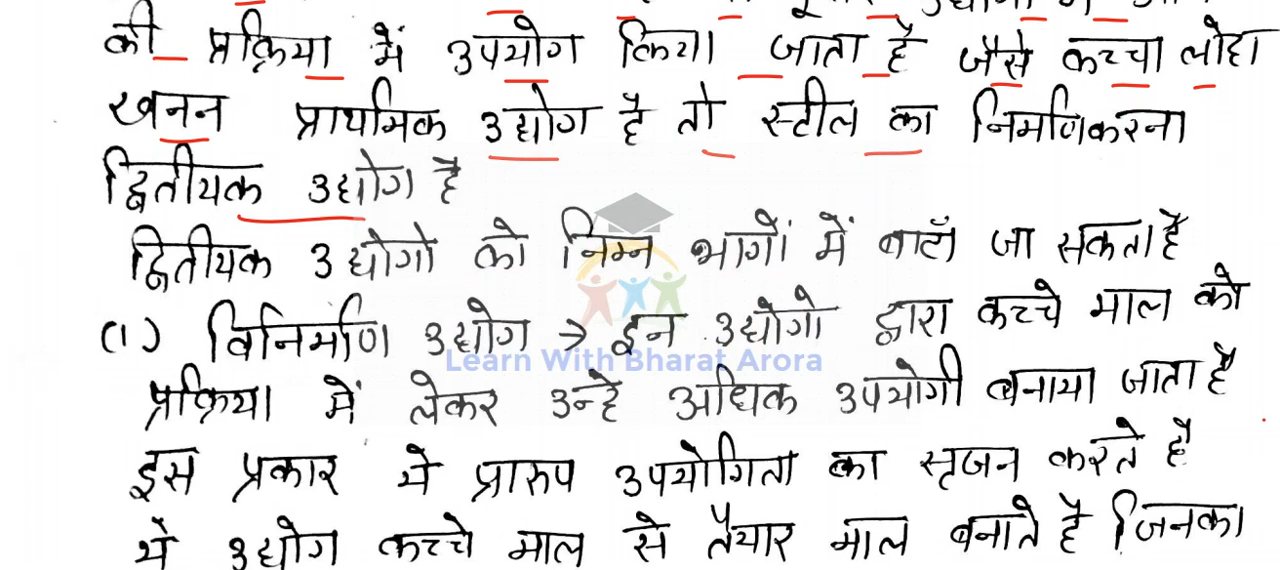 की प्रक्रिया में उपयोग किया जाता है जैसे कच्चा लोहा
खनन प्राथमिक उद्योग है तो स्टील का निर्माणकरना
द्वितीयक उद्योग है
द्वितीयक उद्योगो को निम्न भागों में बाटाँ जा सकता है
(1) विनिर्माण उद्योग → इन उद्योगो द्वारा कच्चे माल को
Learn With Bharat Arora
प्रक्रिया में लेकर उन्हे अधिक उपयोगी बनाया जाता है
इस प्रकार ये प्रारुप उपयोगिता का सृजन करते है
ये उद्योग कच्चे माल से तैयार माल बनाते है जिनका